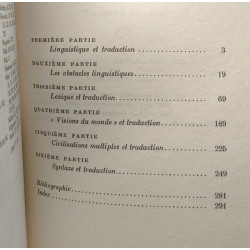 PREMIÈRE PARTIE
Linguistique et traduction . . . . . 3
DEUXIÈME PARTIE
Les obstacles linguistiques . . . . . 19
TROISIÈME PARTIE
Lexique et traduction . . . . . 69
QUATRIÈME PARTIE
« Visions du monde » et traduction . . . . 189
CINQUIÈME PARTIE
Civilisations multiples et traduction . . . . 225
SIXIÈME PARTIE
Syntaxe et traduction . . . . . 249
Bibliographie . . . . . 281
Index . . . . . 291